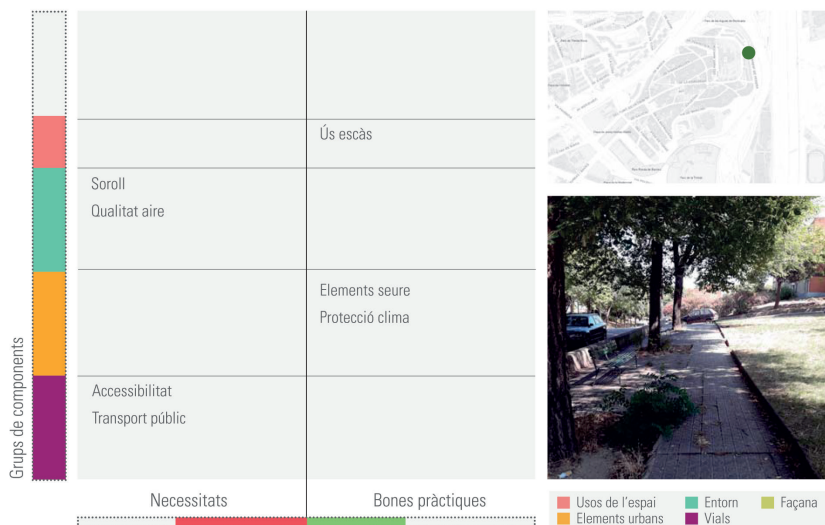 Grups de components
Ús escàs
Soroll
Qualitat aire
Elements seure
Protecció clima
Accessibilitat
Transport públic
Necessitats
Bones pràctiques
Usos de l'espai
Entorn
Façana
Elements urbans
Vials